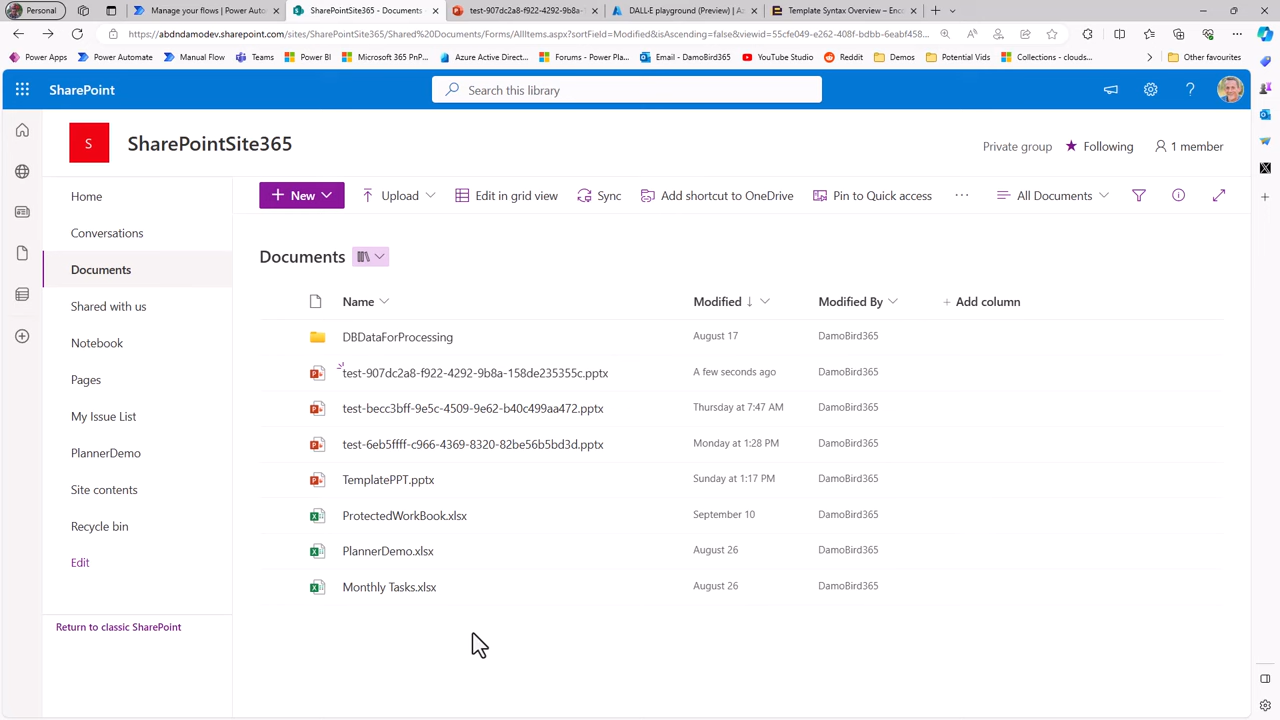 Personal
Manage your flows | Power Auto
SharePointSite365 - Documents
test-907dc2a8-f922-4292-9b8a-
DALL-E playground (Preview) | Az
Template Syntax Overview – Enco
https://abdndamodev.sharepoint.com/sites/SharePointSite365/Shared%20Documents/Forms/AllItems.aspx?sortField=Modified&isAscending=false&viewid=55cfe049-e262-408f-bdbb-6eabf458...
Power Apps
Power Automate
Manual Flow
Teams
Power BI
Microsoft 365 PnP...
Azure Active Direct...
Forms - Power Pla...
Email - DamoBird365
YouTube Studio
Reddit
Demos
Potential Vids
Collections - clouds...
Other favourites
SharePoint
Search this library
S
SharePointSite365
Private group
Following
1 member
Home
Conversations
Documents
Shared with us
Notebook
Pages
My Issue List
PlannerDemo
Site contents
Recycle bin
Edit
Return to classic SharePoint
New
Upload
Edit in grid view
Sync
Add shortcut to OneDrive
Pin to Quick access
All Documents
Documents
Name Modified Modified By Add column
DBDataForProcessing August 17 DamoBird365
test-907dc2a8-f922-4292-9b8a-158de235355c.pptx A few seconds ago DamoBird365
test-becc3bff-9e5c-4509-9e62-b40c499aa472.pptx Thursday at 7:47 AM DamoBird365
test-6eb5ffff-c966-4369-8320-82be56b5bd3d.pptx Monday at 1:28 PM DamoBird365
TemplatePPT.pptx Sunday at 1:17 PM DamoBird365
ProtectedWorkBook.xlsx September 10 DamoBird365
PlannerDemo.xlsx August 26 DamoBird365
Monthly Tasks.xlsx August 26 DamoBird365